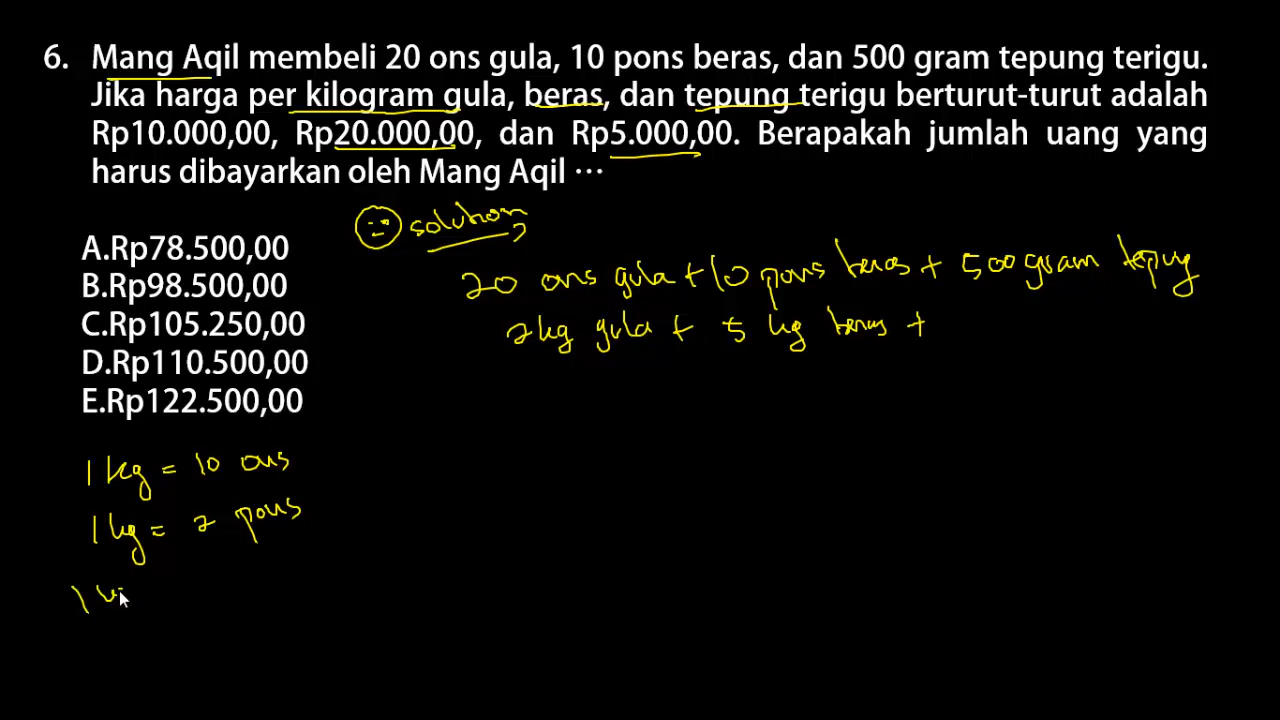 6. Mang Aqil membeli 20 ons gula, 10 pons beras, dan 500 gram tepung terigu.
Jika harga per kilogram gula, beras, dan tepung terigu berturut-turut adalah
Rp10.000,00, Rp20.000,00, dan Rp5.000,00. Berapakah jumlah uang yang
harus dibayarkan oleh Mang Aqil ⋯
solution
20 ons gula + 10 pons beras + 500 gram tepung
2 kg gula + 5 kg beras +
A.Rp78.500,00
B.Rp98.500,00
C.Rp105.250,00
D.Rp110.500,00
E.Rp122.500,00
1 kg = 10 ons
1 kg = 2 pons
1